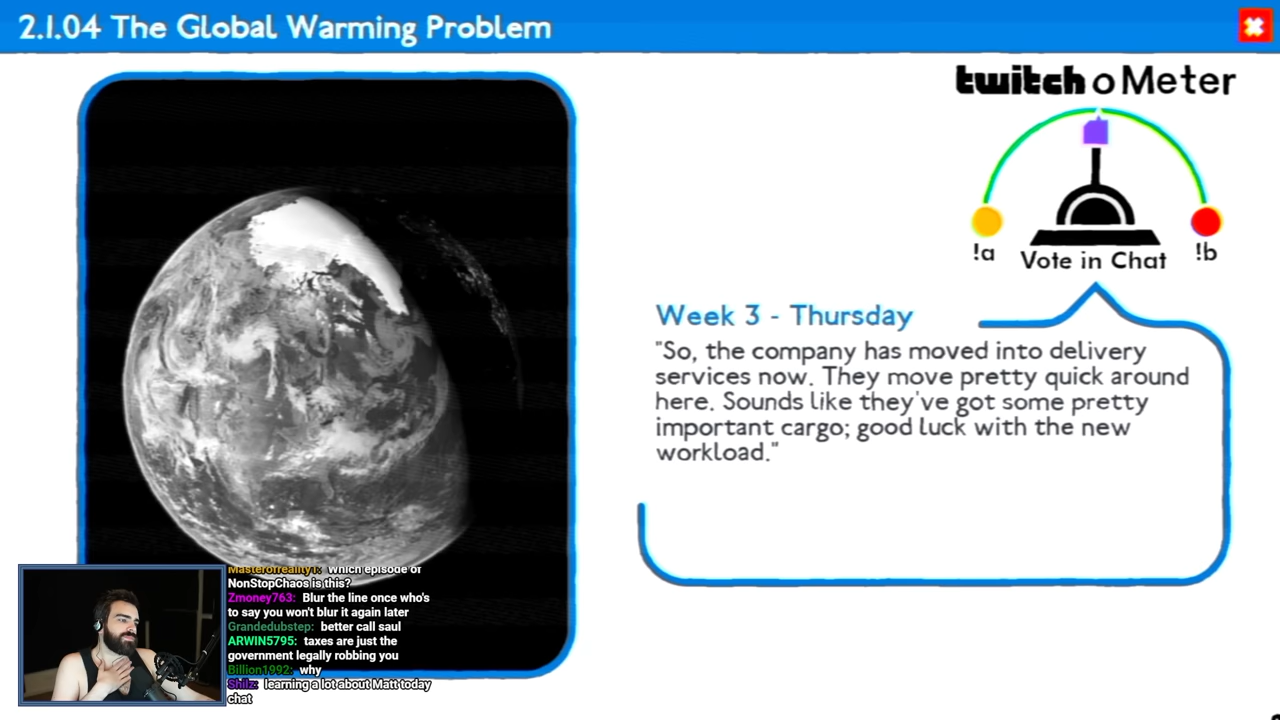 2.1.04 The Global Warming Problem
twitch o Meter
!a
Vote in Chat
!b
Week 3 - Thursday
"So, the company has moved into delivery
services now. They move pretty quick around
here. Sounds like they've got some pretty
important cargo; good luck with the new
workload."
Masterofreality1: Which episode of
NonStopChaos is this?
Zmoney763: Blur the line once who's
to say you won't blur it again later
Grandedubstep: better call saul
ARWIN5795: taxes are just the
government legally robbing you
Billion1992: why
Shilz: learning a lot about Matt today
chat